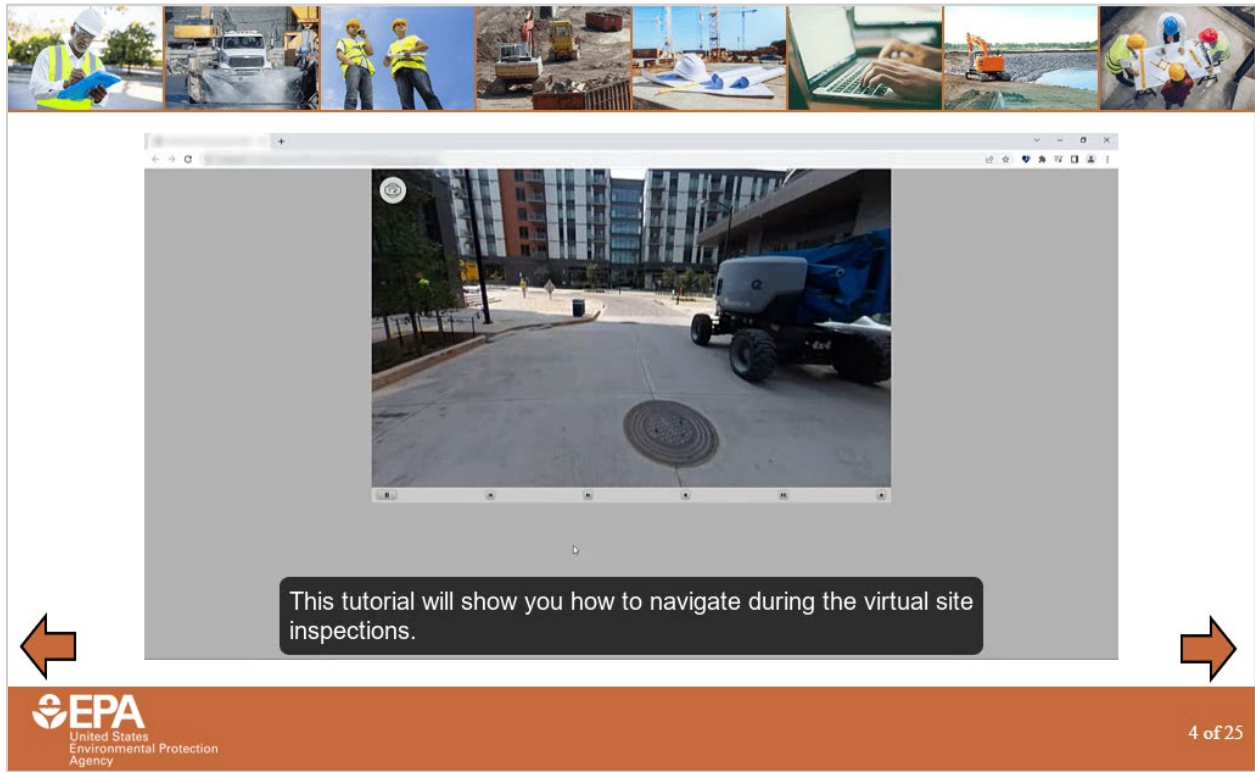 4x4
This tutorial will show you how to navigate during the virtual site
inspections.
EPA
United States
Environmental Protection
Agency
4 of 25